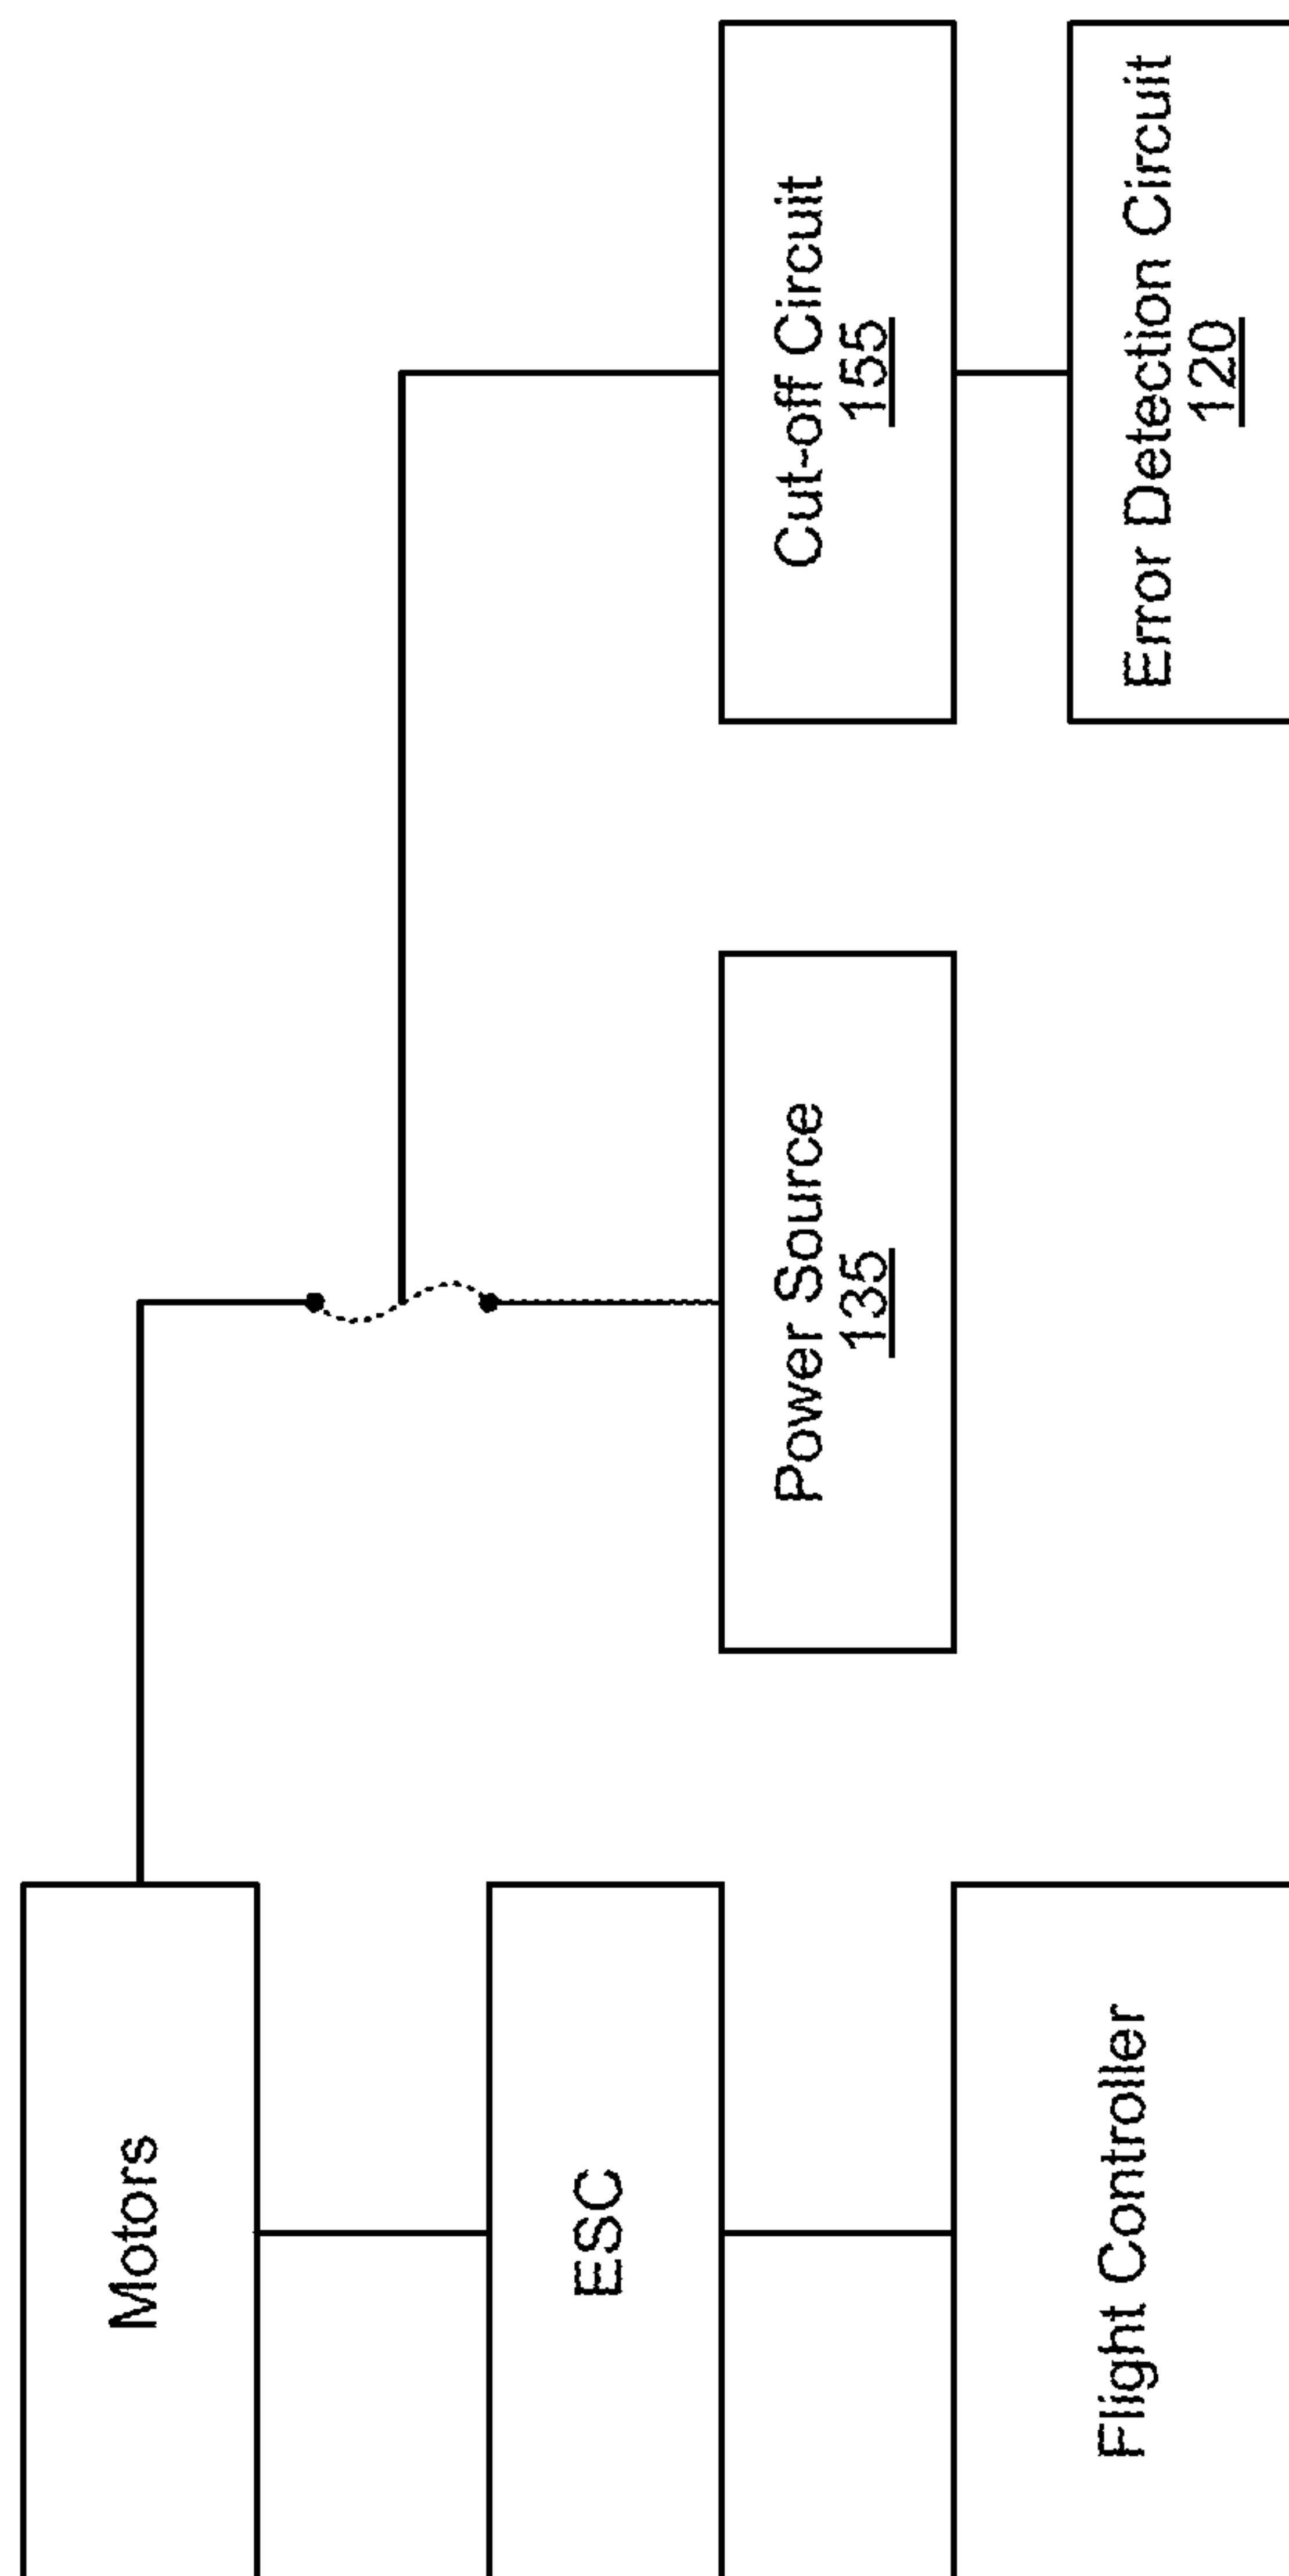 Motors
ESC
Flight Controller
Power Source
135
Cut-off Circuit
155
Error Detection Circuit
120